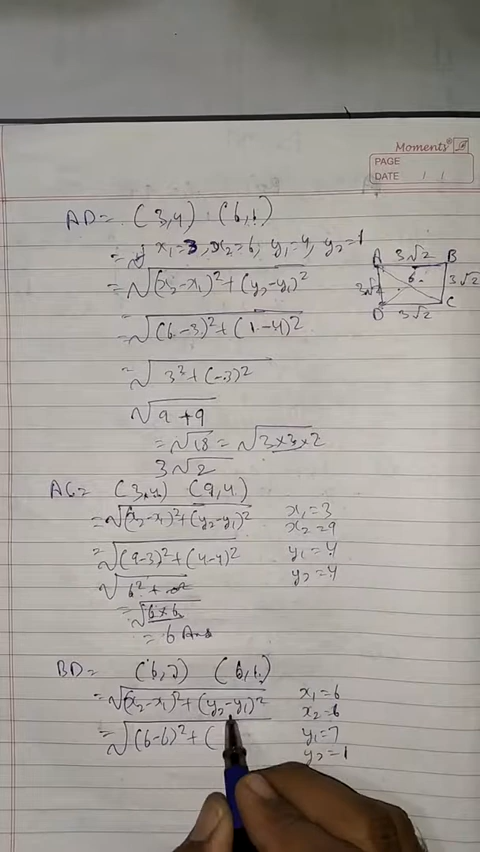 Moments
PAGE
DATE / /
AD= (3,4) (6,1)
= x₁=3, x₂=6, y₁=4, y₂=1
=√(x₂-x₁)²+(y₂-y₁)²
=√(6-3)²+(1-4)²
=√3²+(-3)²
√9+9
=√18=√3×3×2
3√2
A 3√2 B
6
3√2 3√2
D 3√2 C
AC= (3,4) (9,4)
=√(x₂-x₁)²+(y₂-y₁)² x₁=3
x₂=9
=√(9-3)²+(4-4)² y₁=4
y₂=4
√6²+0²
=√6×6
=6 Ans
BD= (6,7) (6,1)
=√(x₂-x₁)²+(y₂-y₁)² x₁=6
x₂=6
=√(6-6)²+( y₁=7
y₂=1